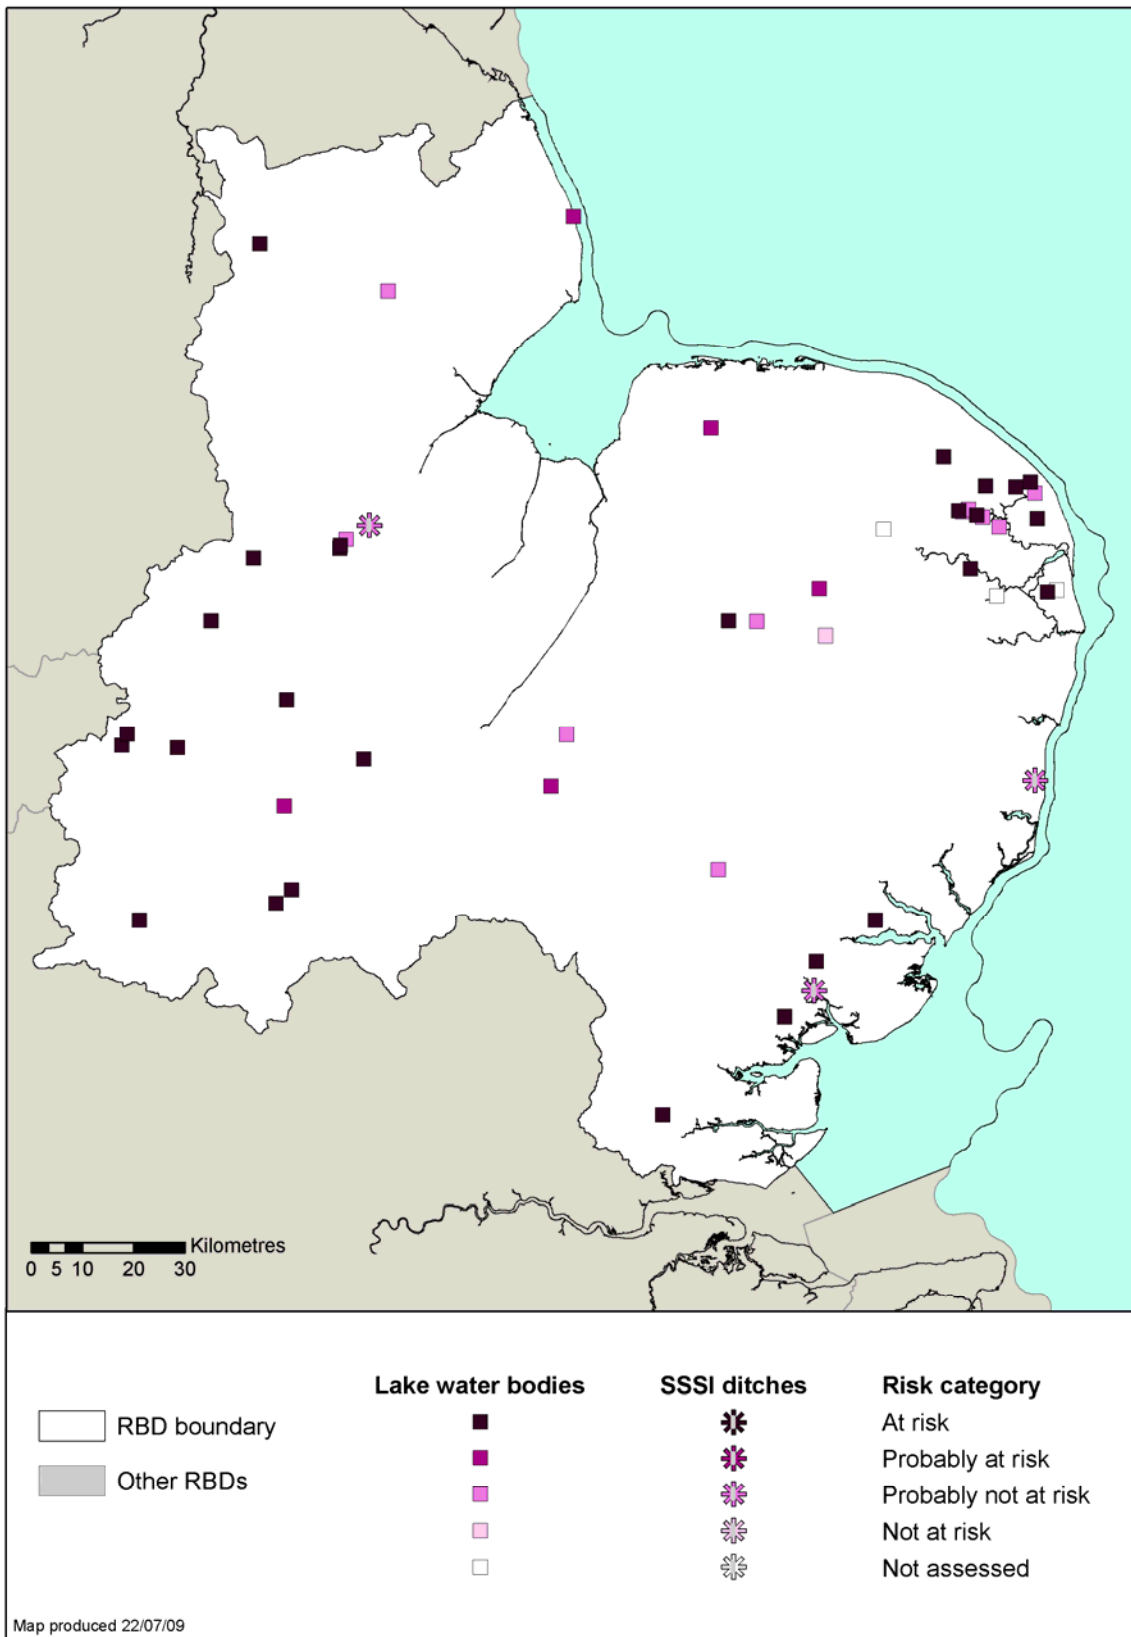 Kilometres
0 5 10 20 30
Lake water bodies SSSI ditches Risk category
RBD boundary At risk
Other RBDs Probably at risk
Probably not at risk
Not at risk
Not assessed
Map produced 22/07/09